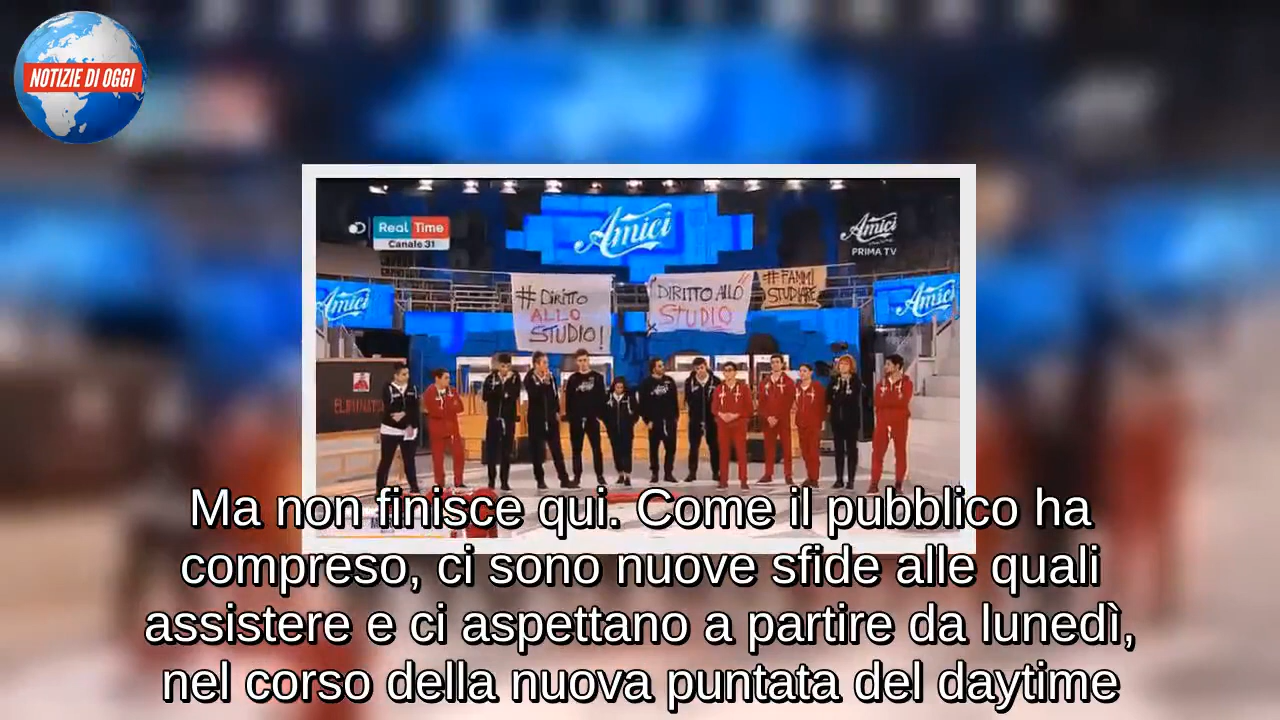 NOTIZIE DI OGGI
Real Time
Canale 31
Amici
Amici
PRIMA TV
Amici
Amici
# DIRITTO
ALLO
STUDIO!
DIRITTO ALLO
STUDIO
#FAMMI
STUDIARE
Ma non finisce qui. Come il pubblico ha
compreso, ci sono nuove sfide alle quali
assistere e ci aspettano a partire da lunedì,
nel corso della nuova puntata del daytime